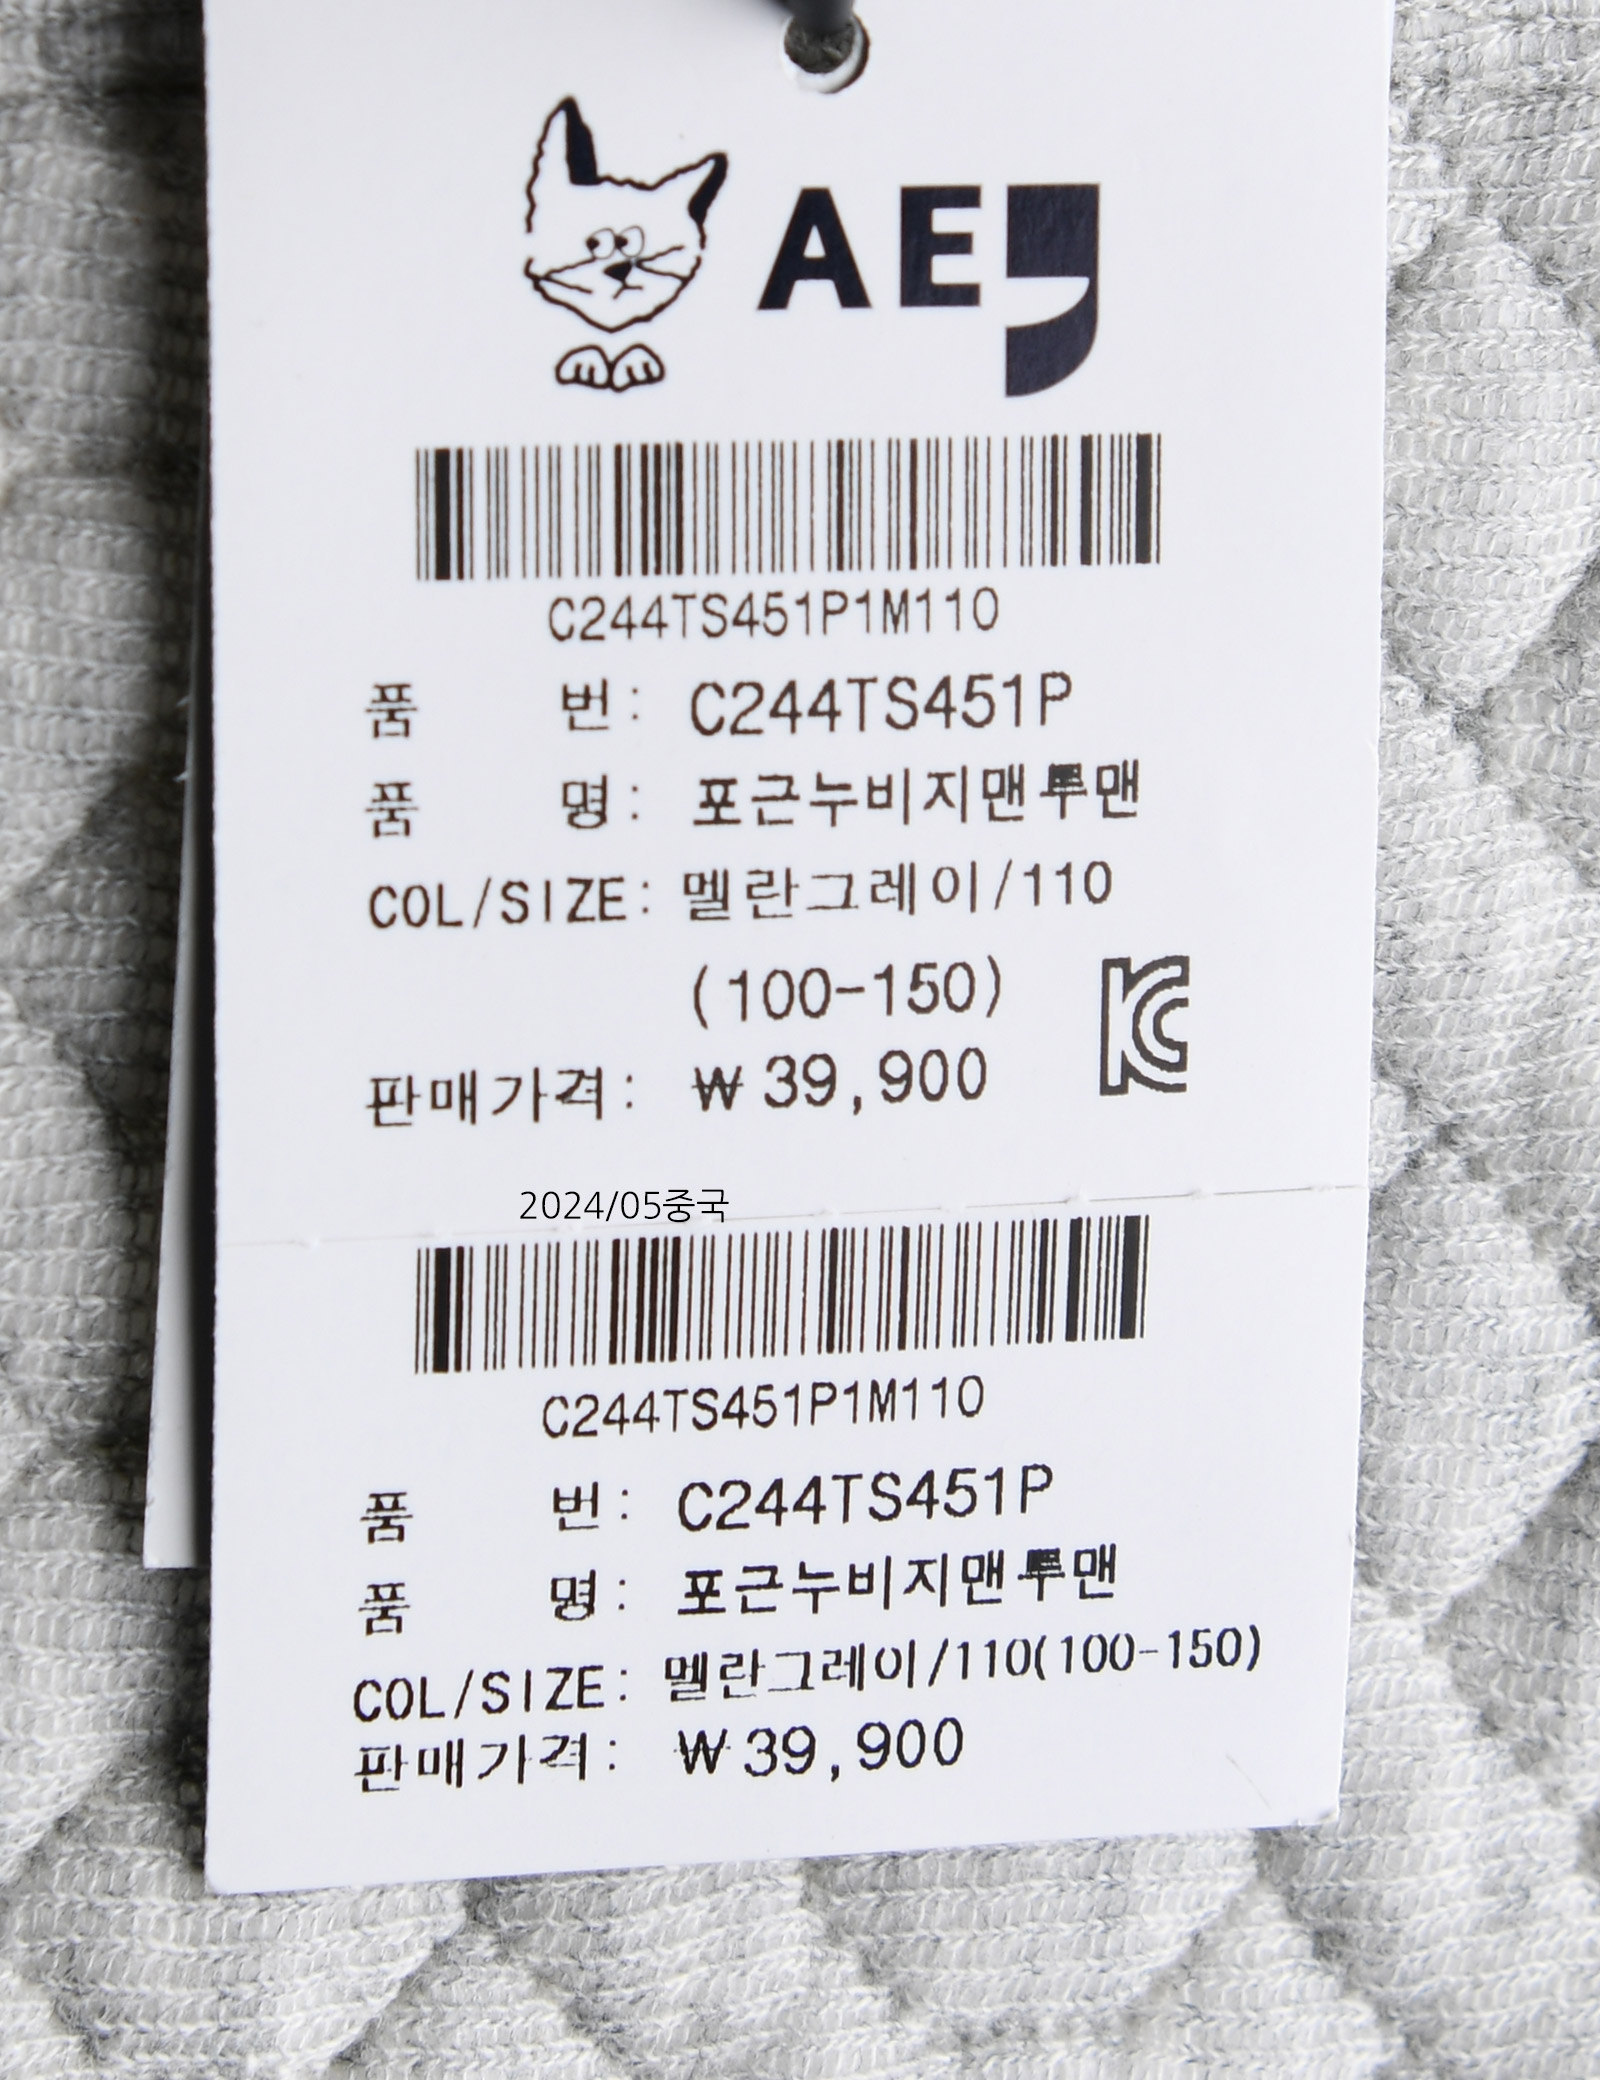 AE
C244TS451P1M110
품 번: C244TS451P
품 명: 포근누비지맨투맨
COL/SIZE: 멜란그레이/110
(100-150)
KC
판매가격: ₩39,900
2024/05중국
C244TS451P1M110
품 번: C244TS451P
품 명: 포근누비지맨투맨
COL/SIZE: 멜란그레이/110(100-150)
판매가격: ₩39,900